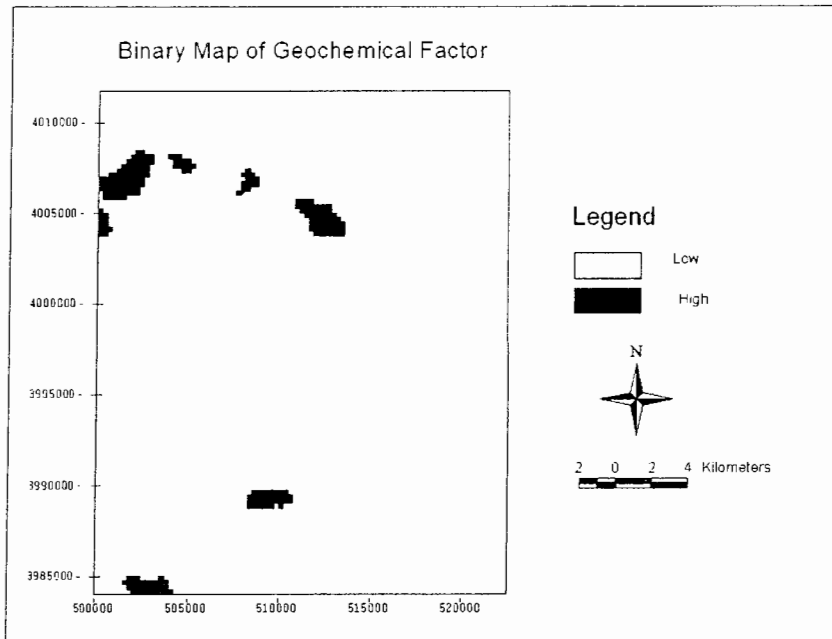 Binary Map of Geochemical Factor
4010000
4005000
4000000
3995000
3990000
3985000
500000 505000 510000 515000 520000
Legend
Low
High
N
2 0 2 4 Kilometers